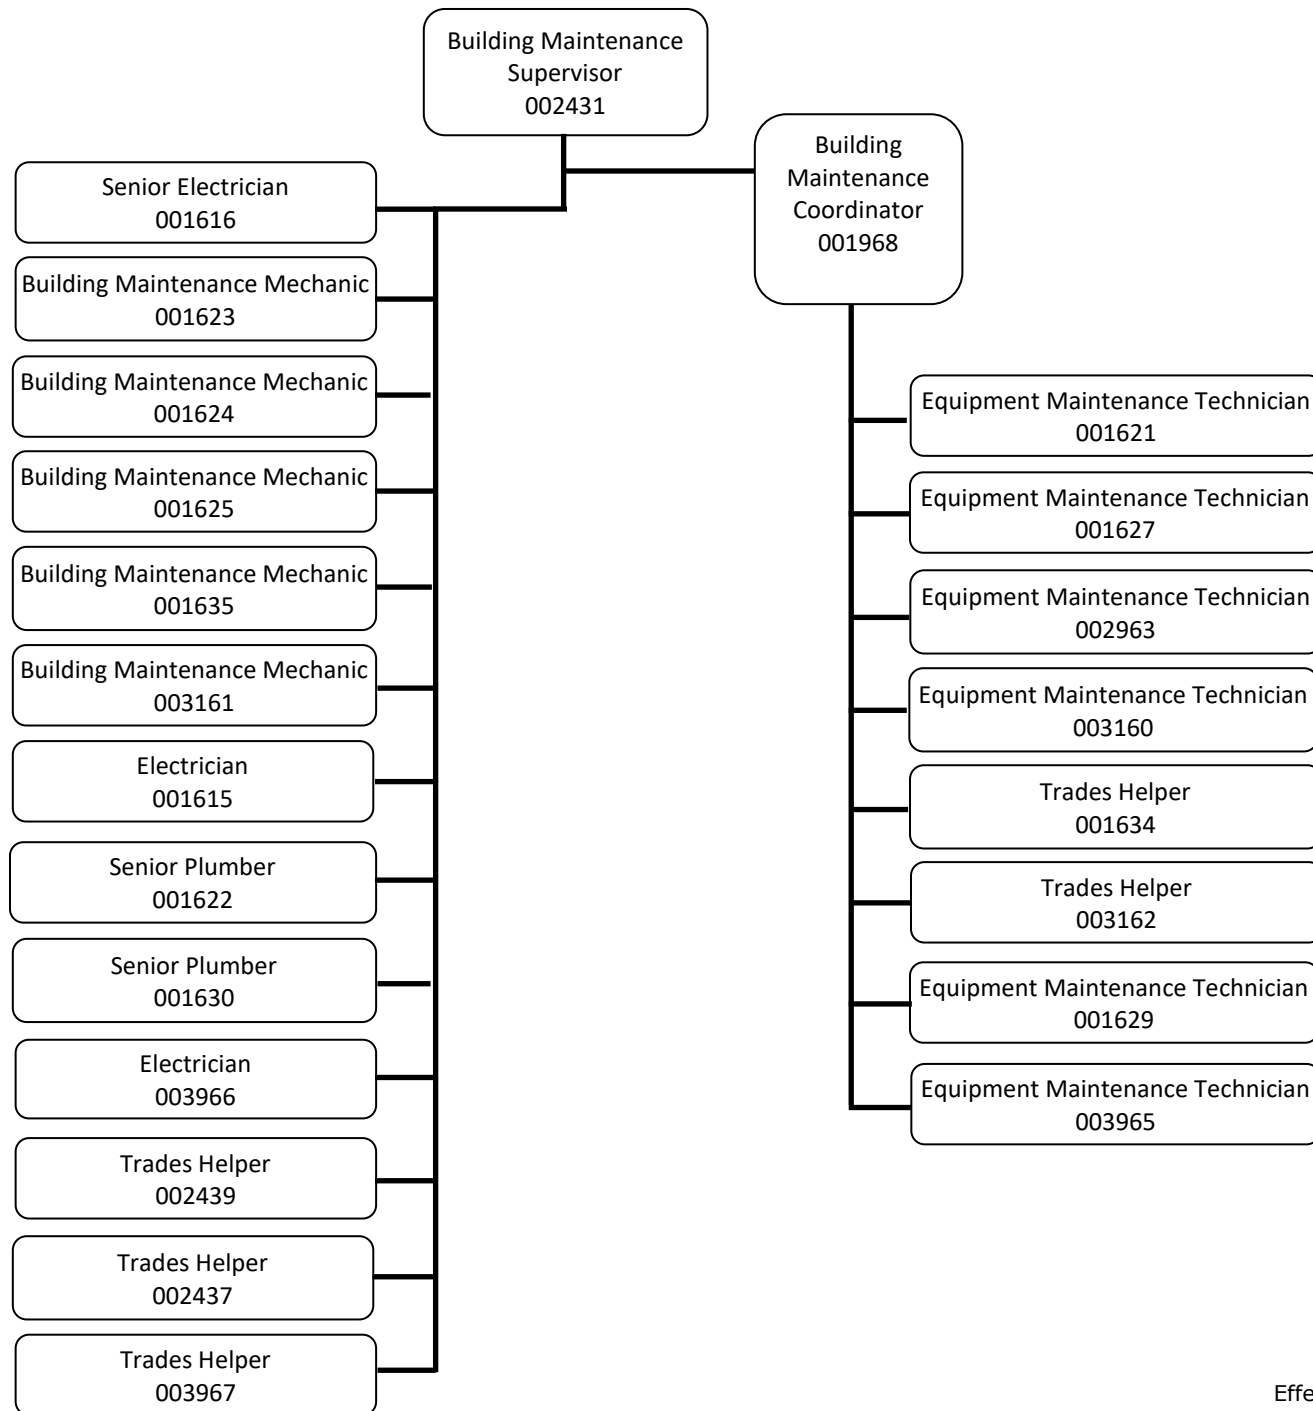 Building Maintenance
Supervisor
002431
Building
Maintenance
Coordinator
001968
Senior Electrician
001616
Building Maintenance Mechanic
001623
Building Maintenance Mechanic
001624
Building Maintenance Mechanic
001625
Building Maintenance Mechanic
001635
Building Maintenance Mechanic
003161
Electrician
001615
Senior Plumber
001622
Senior Plumber
001630
Electrician
003966
Trades Helper
002439
Trades Helper
002437
Trades Helper
003967
Equipment Maintenance Technician
001621
Equipment Maintenance Technician
001627
Equipment Maintenance Technician
002963
Equipment Maintenance Technician
003160
Trades Helper
001634
Trades Helper
003162
Equipment Maintenance Technician
001629
Equipment Maintenance Technician
003965
Effe